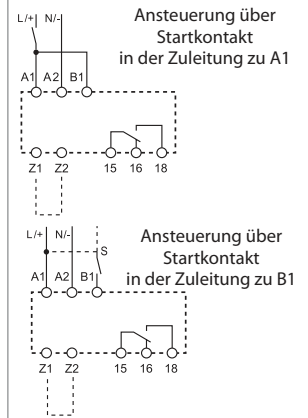 L/+ N/-
Ansteuerung über
Startkontakt
in der Zuleitung zu A1
A1 A2 B1
Z1 Z2 15 16 18
L/+ N/-
Ansteuerung über
Startkontakt
in der Zuleitung zu B1
S
A1 A2 B1
Z1 Z2 15 16 18